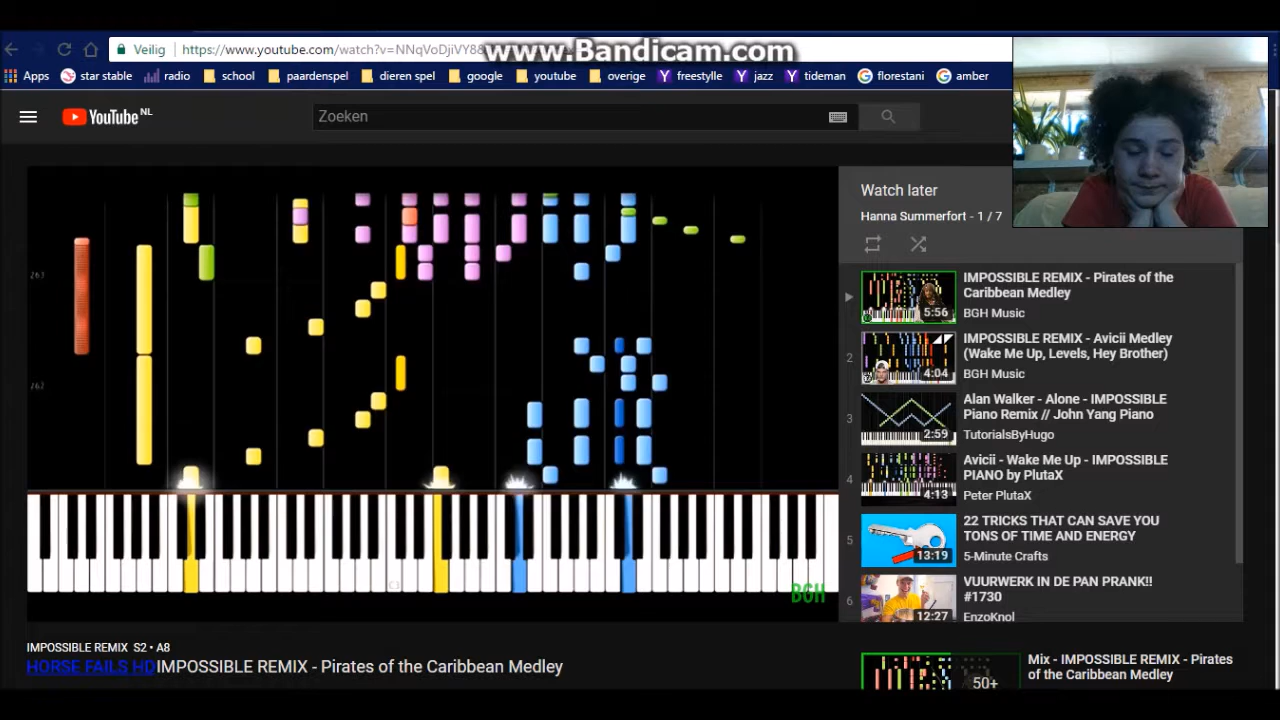 www.Bandicam.com
Veilig https://www.youtube.com/watch?v=NNqVoDjiVY8&
Apps star stable radio school paardenspel dieren spel google youtube overige freestylle jazz tideman florestani amber
YouTube NL
Zoeken
Watch later
Hanna Summerfort - 1 / 7
IMPOSSIBLE REMIX - Pirates of the
Caribbean Medley
5:56
BGH Music
2
IMPOSSIBLE REMIX - Avicii Medley
(Wake Me Up, Levels, Hey Brother)
4:04
BGH Music
3
Alan Walker - Alone - IMPOSSIBLE
Piano Remix // John Yang Piano
2:59
TutorialsByHugo
4
Avicii - Wake Me Up - IMPOSSIBLE
PIANO by PlutaX
4:13
Peter PlutaX
5
22 TRICKS THAT CAN SAVE YOU
TONS OF TIME AND ENERGY
13:19
5-Minute Crafts
6
VUURWERK IN DE PAN PRANK!!
#1730
12:27
EnzoKnol
263
262
C3
BGH
IMPOSSIBLE REMIX S2 • A8
HORSE FAILS HD IMPOSSIBLE REMIX - Pirates of the Caribbean Medley
Mix - IMPOSSIBLE REMIX - Pirates
of the Caribbean Medley
50+